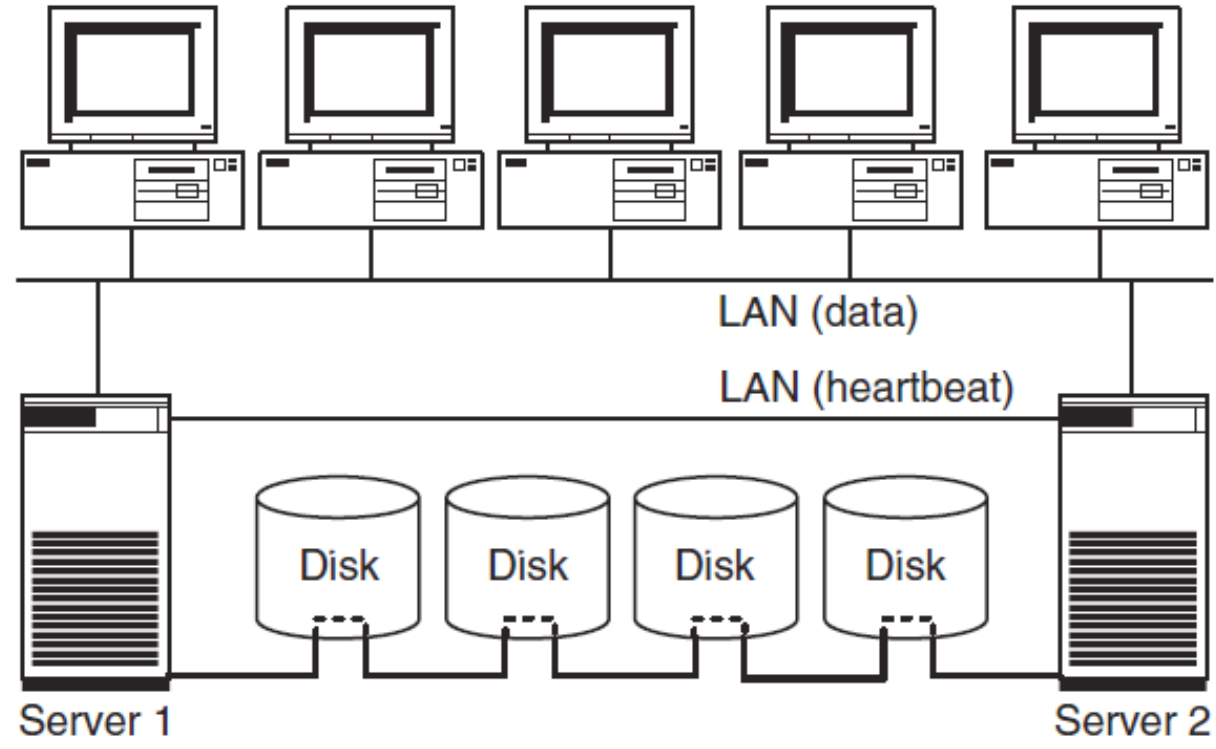 LAN (data)
LAN (heartbeat)
Disk Disk Disk Disk
Server 1 Server 2